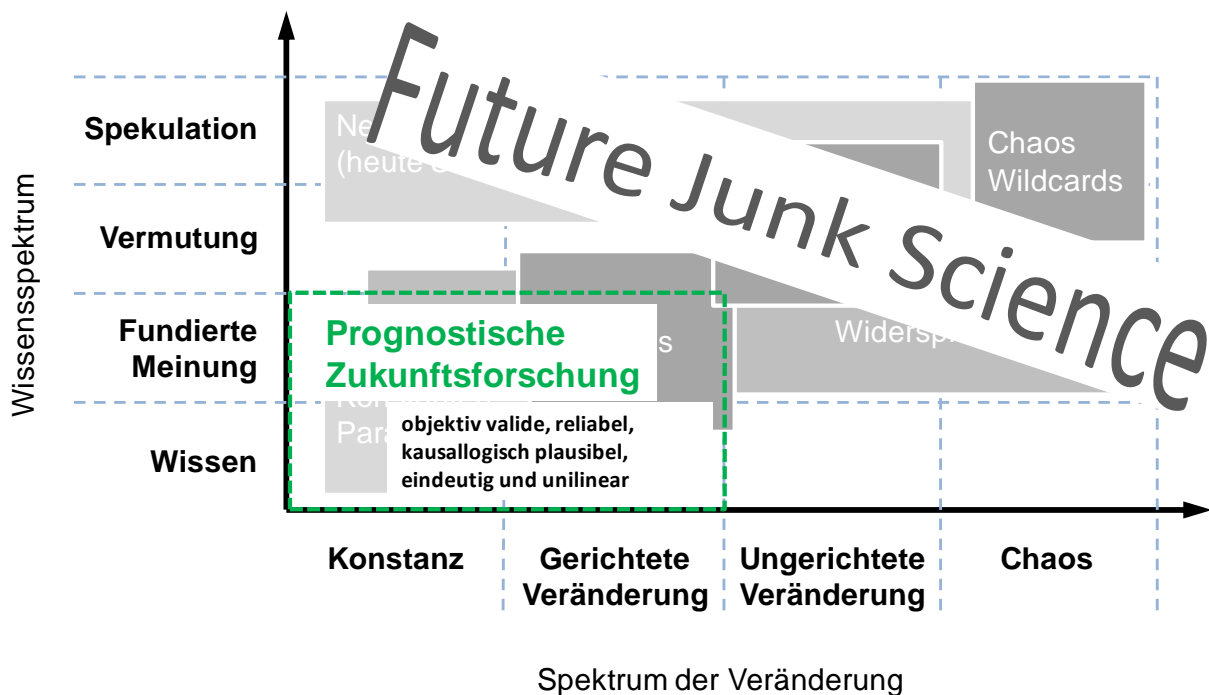 Future Junk Science
Spekulation
Chaos
Wildcards
(heute
Vermutung
Wissensspektrum
Fundierte
Meinung
Prognostische
Zukunftsforschung
Wissen
objektiv valide, reliabel,
kausallogisch plausibel,
eindeutig und unilinear
Konstanz
Gerichtete
Veränderung
Ungerichtete
Veränderung
Chaos
Spektrum der Veränderung